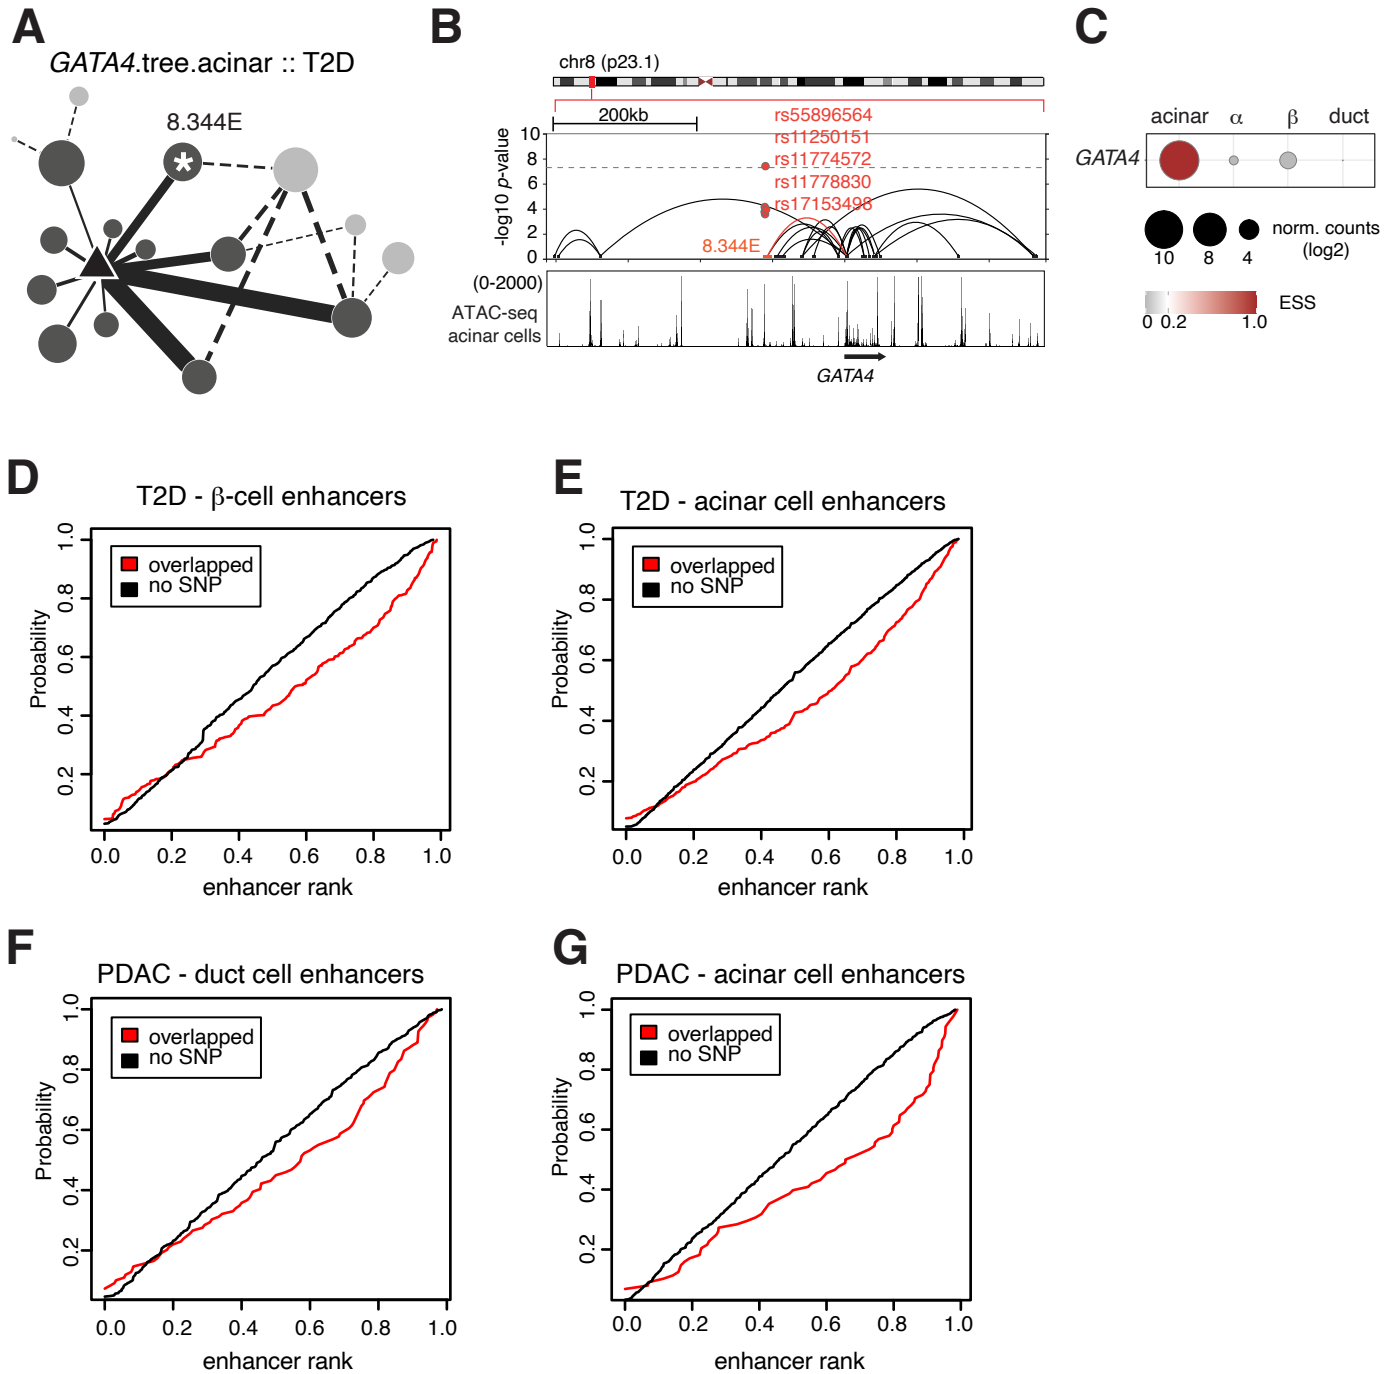 A
GATA4.tree.acinar :: T2D
8.344E
*
B
chr8 (p23.1)
200kb
rs55896564
rs11250151
rs11774572
rs11778830
rs17153498
10
8
6
4
2
0
-log10 p-value
8.344E
(0-2000)
ATAC-seq
acinar cells
GATA4
C
acinar α β duct
GATA4
norm. counts
(log2)
10 8 4
ESS
0 0.2 1.0
D
T2D - β-cell enhancers
overlapped
no SNP
Probability
1.0
0.8
0.6
0.4
0.2
0.0 0.2 0.4 0.6 0.8 1.0
enhancer rank
E
T2D - acinar cell enhancers
overlapped
no SNP
Probability
1.0
0.8
0.6
0.4
0.2
0.0 0.2 0.4 0.6 0.8 1.0
enhancer rank
F
PDAC - duct cell enhancers
overlapped
no SNP
Probability
1.0
0.8
0.6
0.4
0.2
0.0 0.2 0.4 0.6 0.8 1.0
enhancer rank
G
PDAC - acinar cell enhancers
overlapped
no SNP
Probability
1.0
0.8
0.6
0.4
0.2
0.0 0.2 0.4 0.6 0.8 1.0
enhancer rank